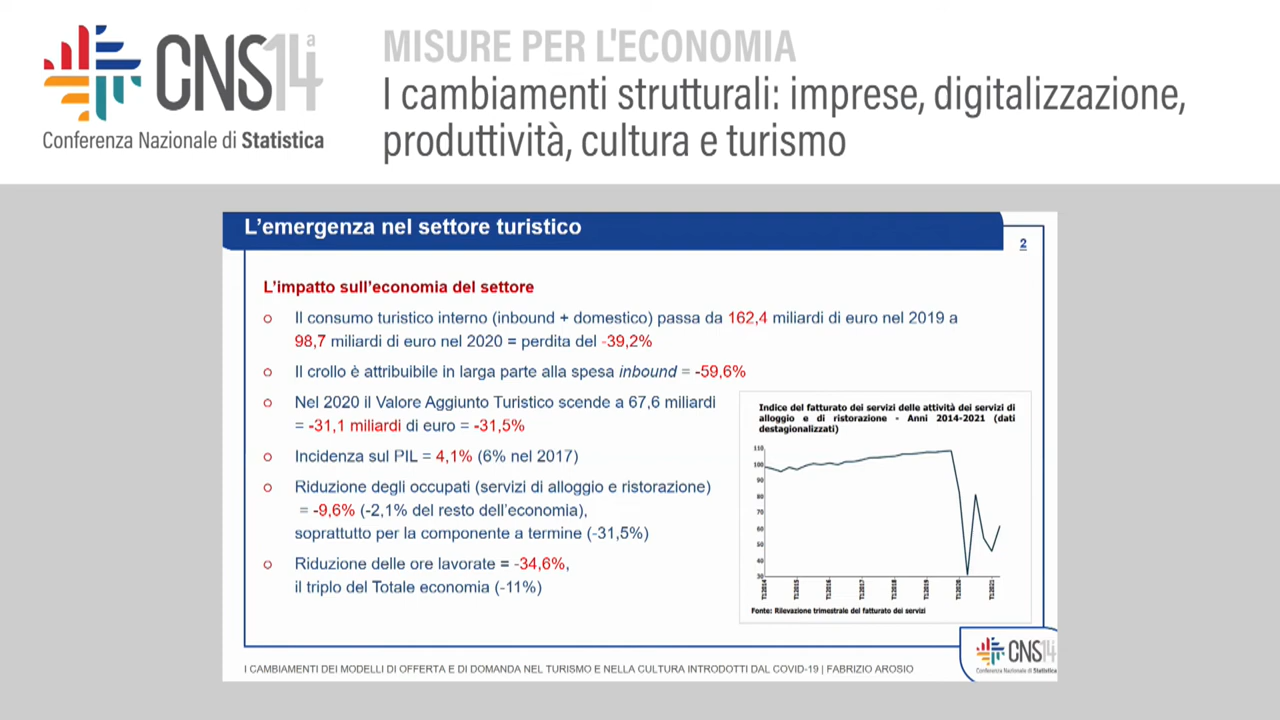 CNS14a
Conferenza Nazionale di Statistica
MISURE PER L'ECONOMIA
I cambiamenti strutturali: imprese, digitalizzazione,
produttività, cultura e turismo
L'emergenza nel settore turistico
2
L'impatto sull'economia del settore
o Il consumo turistico interno (inbound + domestico) passa da 162,4 miliardi di euro nel 2019 a
98,7 miliardi di euro nel 2020 = perdita del -39,2%
o Il crollo è attribuibile in larga parte alla spesa inbound = -59,6%
o Nel 2020 il Valore Aggiunto Turistico scende a 67,6 miliardi
= -31,1 miliardi di euro = -31,5%
o Incidenza sul PIL = 4,1% (6% nel 2017)
o Riduzione degli occupati (servizi di alloggio e ristorazione)
= -9,6% (-2,1% del resto dell'economia),
soprattutto per la componente a termine (-31,5%)
o Riduzione delle ore lavorate = -34,6%,
il triplo del Totale economia (-11%)
Indice del fatturato dei servizi delle attività dei servizi di
alloggio e di ristorazione - Anni 2014-2021 (dati
destagionalizzati)
110
100
90
80
70
60
50
40
30
T12014
T12015
T12016
T12017
T12018
T12019
T12020
T12021
Fonte: Rilevazione trimestrale del fatturato dei servizi
I CAMBIAMENTI DEI MODELLI DI OFFERTA E DI DOMANDA NEL TURISMO E NELLA CULTURA INTRODOTTI DAL COVID-19 | FABRIZIO AROSIO
CNS14
Conferenza Nazionale di Statistica